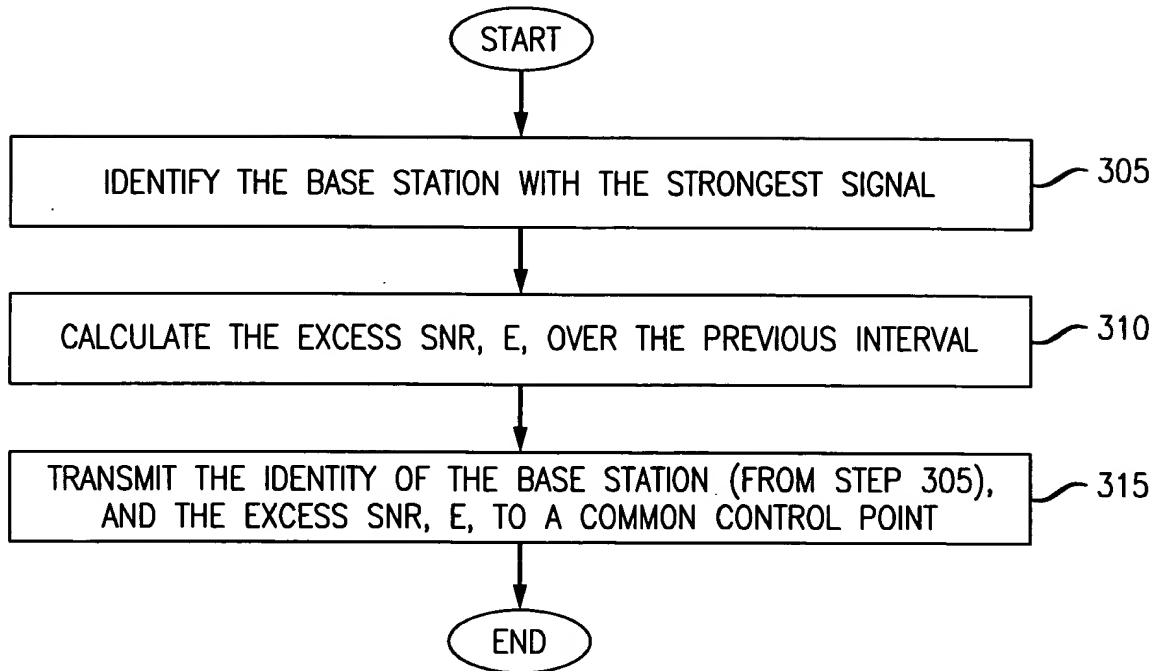 START
IDENTIFY THE BASE STATION WITH THE STRONGEST SIGNAL
305
CALCULATE THE EXCESS SNR, E, OVER THE PREVIOUS INTERVAL
310
TRANSMIT THE IDENTITY OF THE BASE STATION (FROM STEP 305),
AND THE EXCESS SNR, E, TO A COMMON CONTROL POINT
315
END